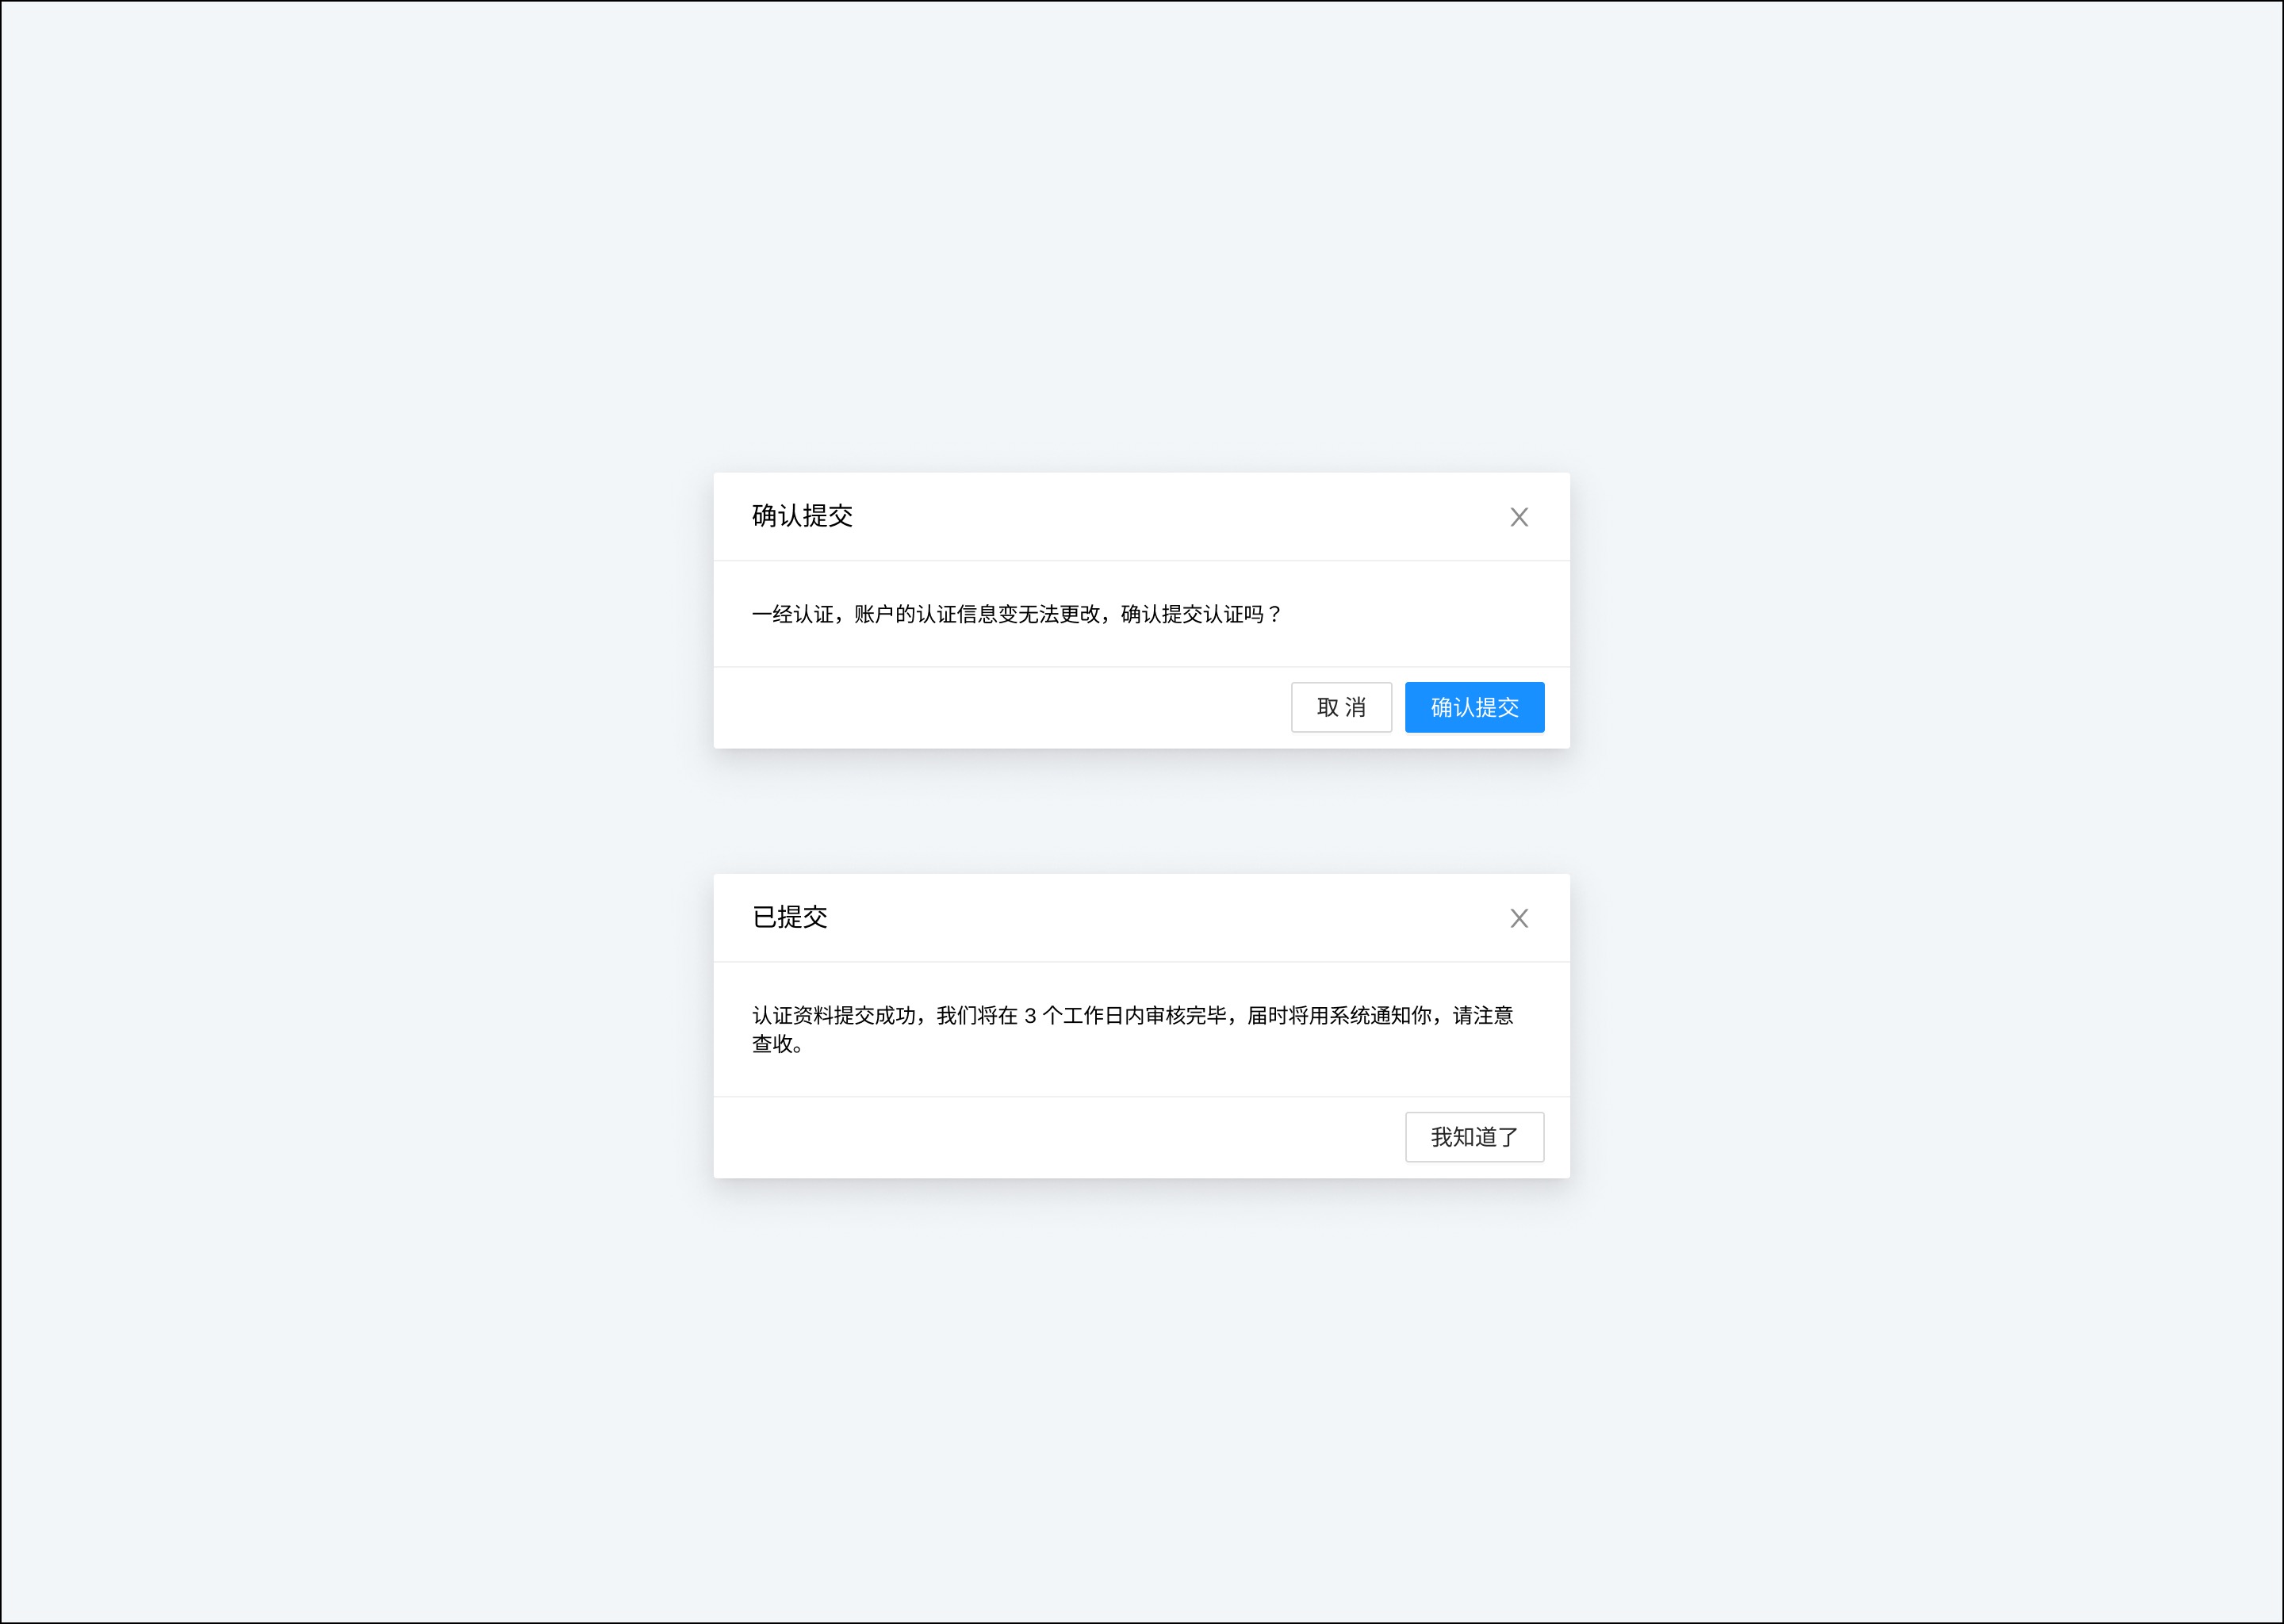 确认提交
一经认证，账户的认证信息变无法更改，确认提交认证吗？
取 消
确认提交
已提交
认证资料提交成功，我们将在 3 个工作日内审核完毕，届时将用系统通知你，请注意
查收。
我知道了